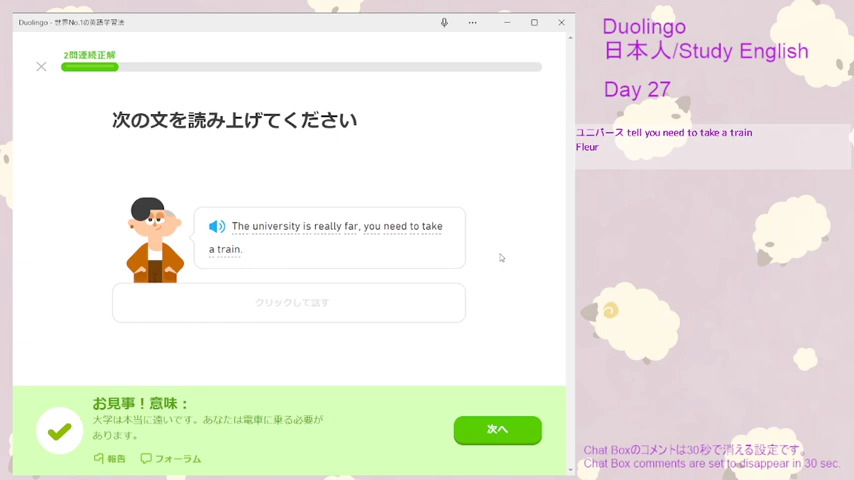 Duolingo - 世界No.1の英語学習法
2問連続正解
次の文を読み上げてください
The university is really far, you need to take
a train.
クリックして話す
お見事！意味：
大学は本当に遠いです。あなたは電車に乗る必要が
あります。
報告 フォーラム
次へ
Duolingo
日本人/Study English
Day 27
ユニバース tell you need to take a train
Fleur
Chat Boxのコメントは30秒で消える設定です
Chat Box comments are set to disappear in 30 sec.